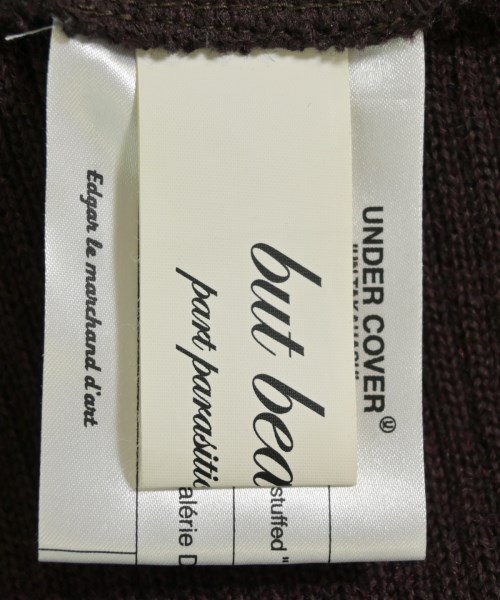 UNDER COVER Ⓤ
but bea
stuffed "
part parasiti
alérie D
Edgar le marchand d'art